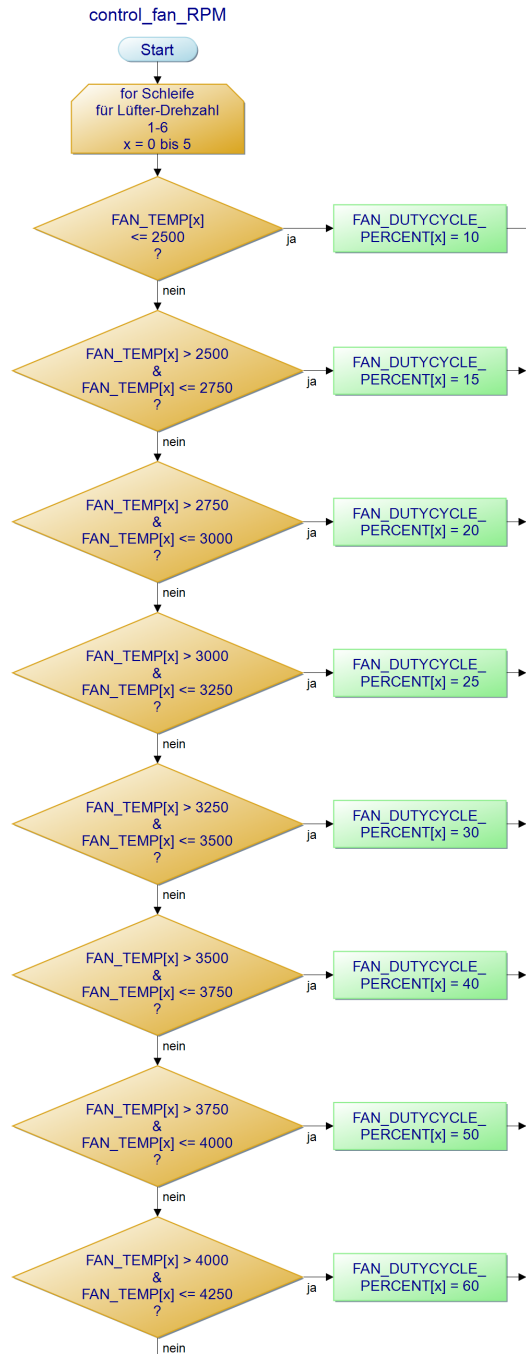 control_fan_RPM
Start
for Schleife
für Lüfter-Drehzahl
1-6
x = 0 bis 5
FAN_TEMP[x]
<= 2500
?
ja
FAN_DUTYCYCLE_
PERCENT[x] = 10
nein
FAN_TEMP[x] > 2500
&
FAN_TEMP[x] <= 2750
?
ja
FAN_DUTYCYCLE_
PERCENT[x] = 15
nein
FAN_TEMP[x] > 2750
&
FAN_TEMP[x] <= 3000
?
ja
FAN_DUTYCYCLE_
PERCENT[x] = 20
nein
FAN_TEMP[x] > 3000
&
FAN_TEMP[x] <= 3250
?
ja
FAN_DUTYCYCLE_
PERCENT[x] = 25
nein
FAN_TEMP[x] > 3250
&
FAN_TEMP[x] <= 3500
?
ja
FAN_DUTYCYCLE_
PERCENT[x] = 30
nein
FAN_TEMP[x] > 3500
&
FAN_TEMP[x] <= 3750
?
ja
FAN_DUTYCYCLE_
PERCENT[x] = 40
nein
FAN_TEMP[x] > 3750
&
FAN_TEMP[x] <= 4000
?
ja
FAN_DUTYCYCLE_
PERCENT[x] = 50
nein
FAN_TEMP[x] > 4000
&
FAN_TEMP[x] <= 4250
?
ja
FAN_DUTYCYCLE_
PERCENT[x] = 60
nein